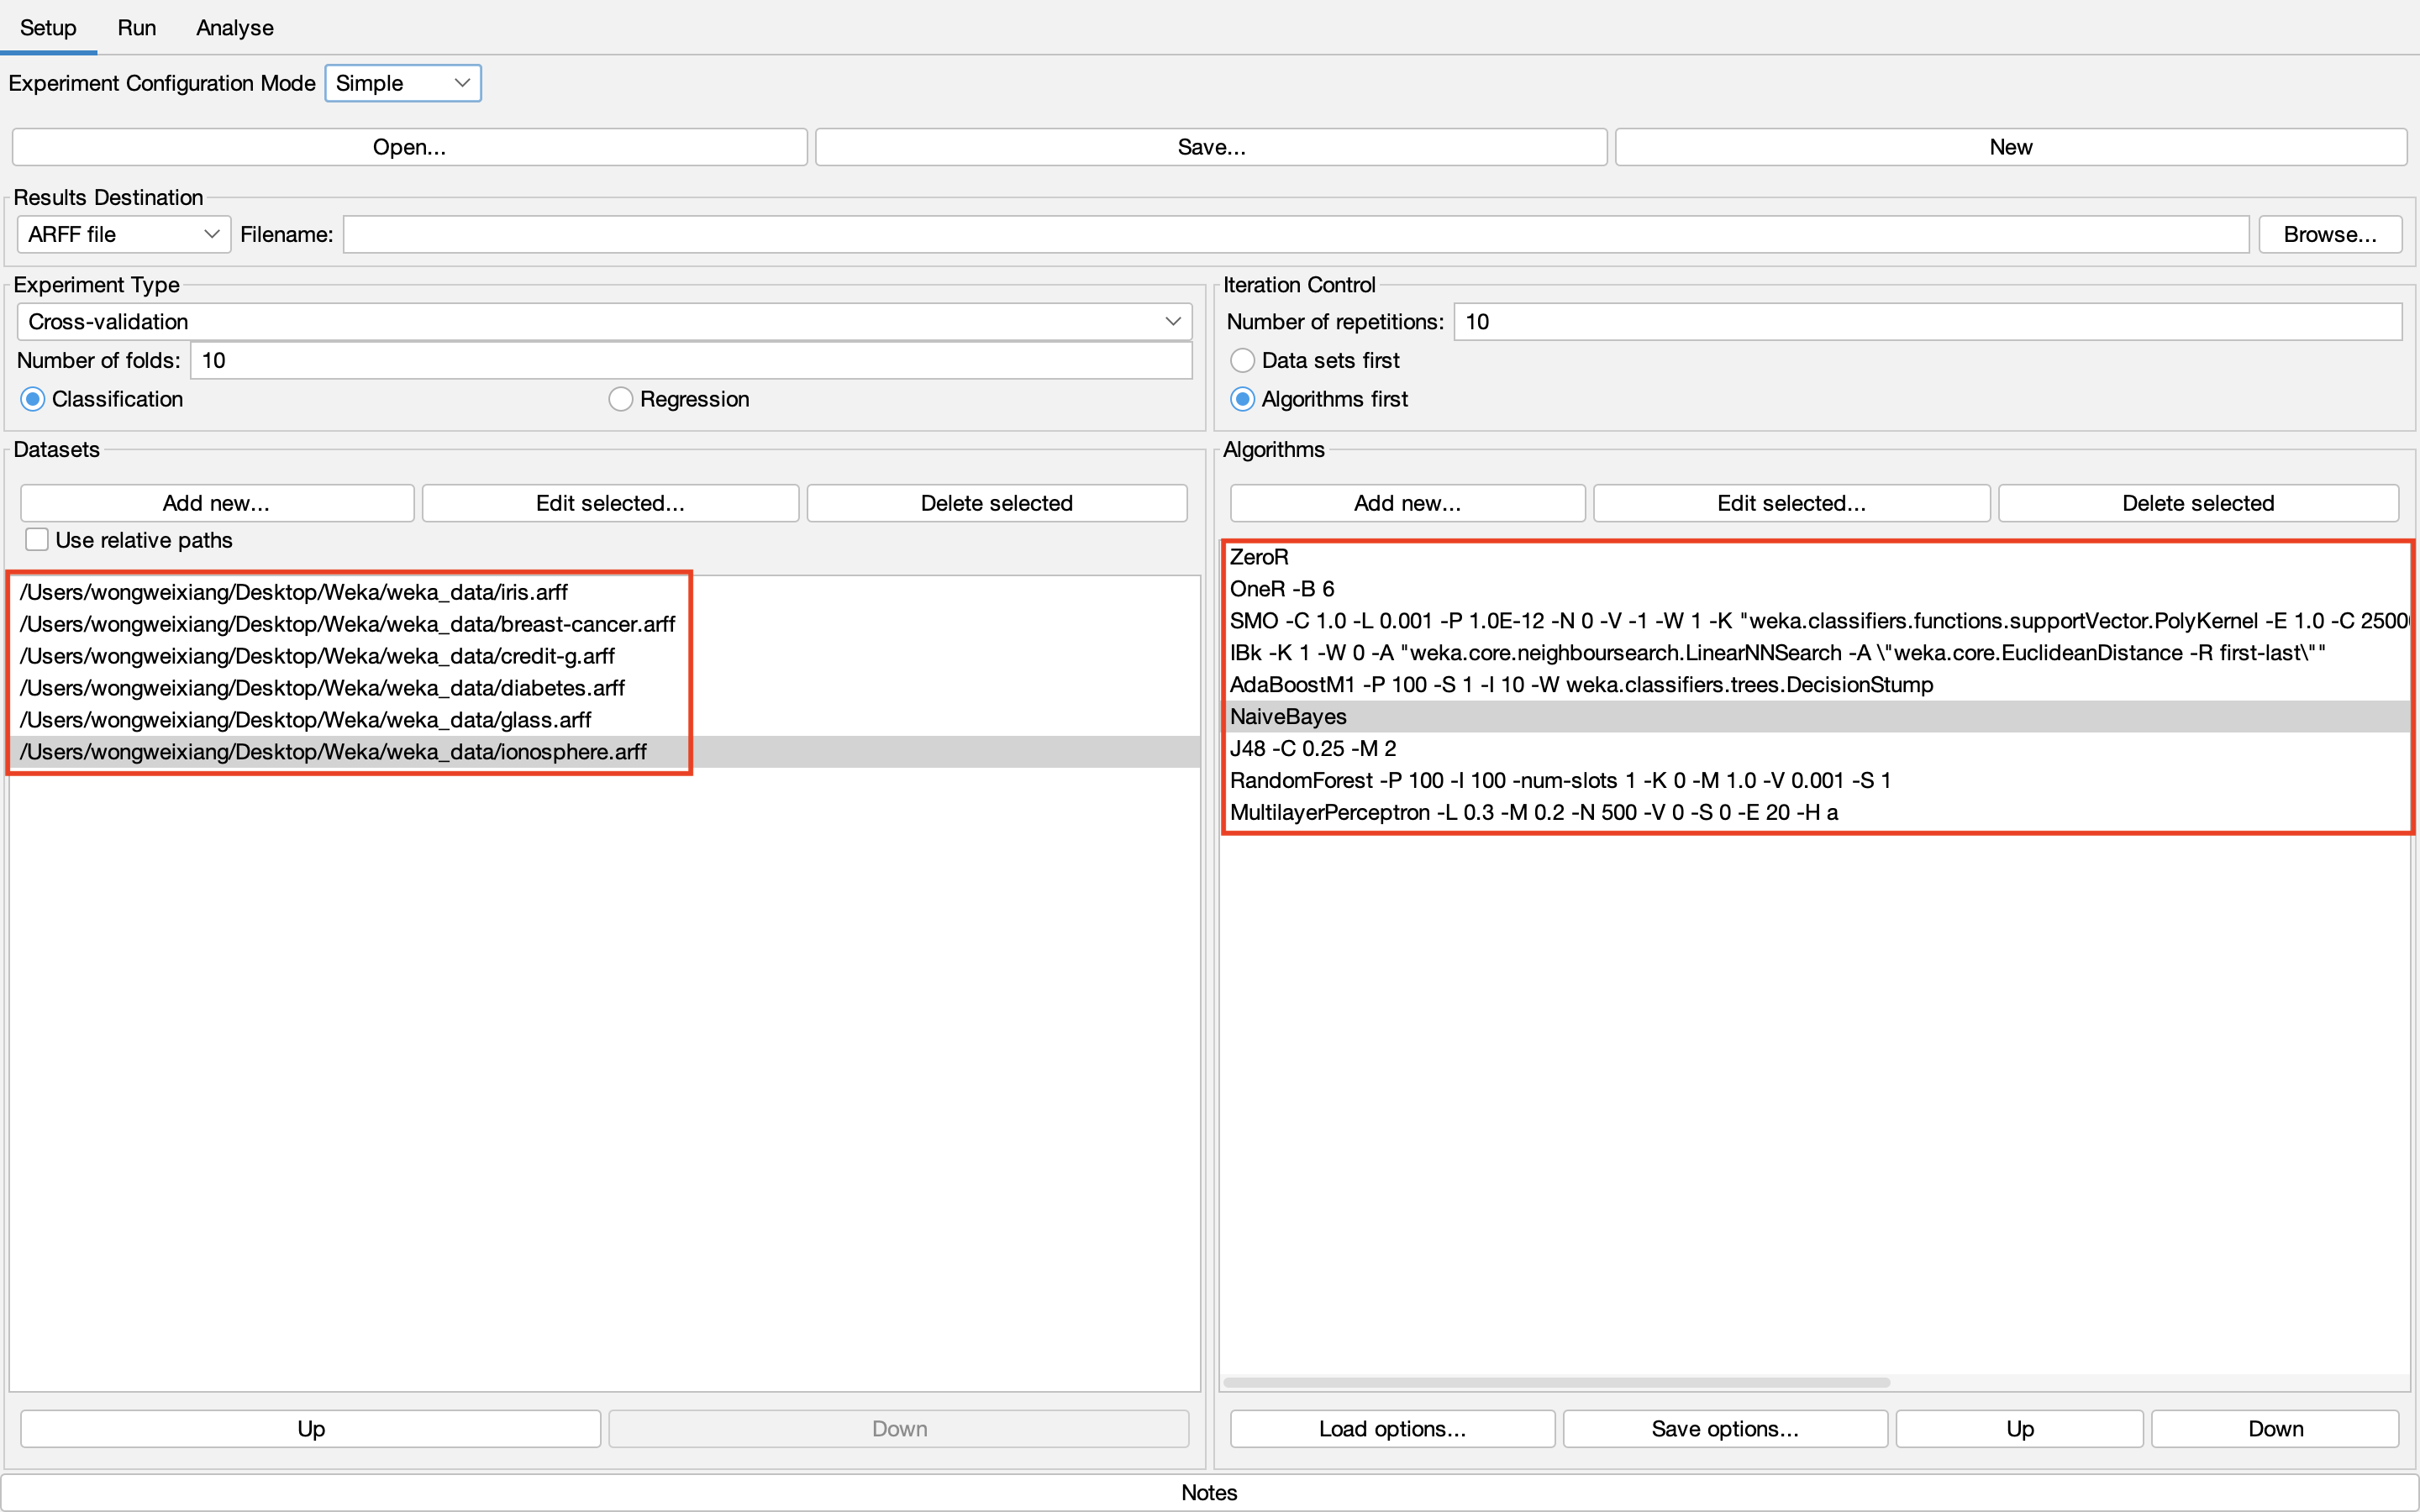 Setup Run Analyse
Experiment Configuration Mode Simple
Open... Save... New
Results Destination
ARFF file Filename: Browse...
Experiment Type
Cross-validation
Number of folds: 10
Classification Regression
Iteration Control
Number of repetitions: 10
Data sets first
Algorithms first
Datasets
Add new... Edit selected... Delete selected
Use relative paths
/Users/wongweixiang/Desktop/Weka/weka_data/iris.arff
/Users/wongweixiang/Desktop/Weka/weka_data/breast-cancer.arff
/Users/wongweixiang/Desktop/Weka/weka_data/credit-g.arff
/Users/wongweixiang/Desktop/Weka/weka_data/diabetes.arff
/Users/wongweixiang/Desktop/Weka/weka_data/glass.arff
/Users/wongweixiang/Desktop/Weka/weka_data/ionosphere.arff
Up Down
Algorithms
Add new... Edit selected... Delete selected
ZeroR
OneR -B 6
SMO -C 1.0 -L 0.001 -P 1.0E-12 -N 0 -V -1 -W 1 -K "weka.classifiers.functions.supportVector.PolyKernel -E 1.0 -C 2500
IBk -K 1 -W 0 -A "weka.core.neighboursearch.LinearNNSearch -A \"weka.core.EuclideanDistance -R first-last\""
AdaBoostM1 -P 100 -S 1 -I 10 -W weka.classifiers.trees.DecisionStump
NaiveBayes
J48 -C 0.25 -M 2
RandomForest -P 100 -I 100 -num-slots 1 -K 0 -M 1.0 -V 0.001 -S 1
MultilayerPerceptron -L 0.3 -M 0.2 -N 500 -V 0 -S 0 -E 20 -H a
Load options... Save options... Up Down
Notes